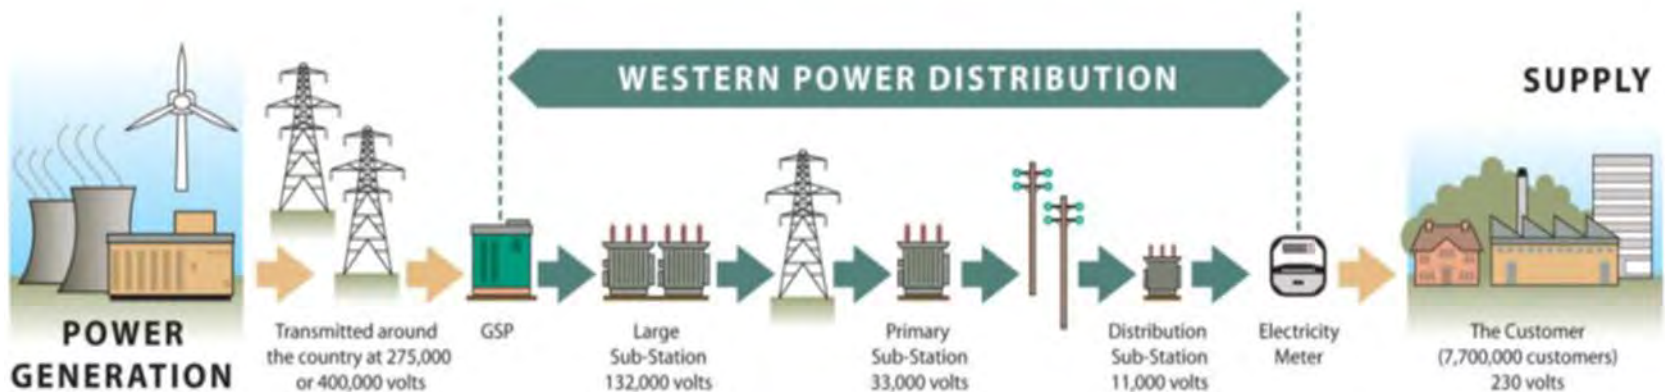 WESTERN POWER DISTRIBUTION
SUPPLY
POWER
GENERATION
Transmitted around
the country at 275,000
or 400,000 volts
GSP
Large
Sub-Station
132,000 volts
Primary
Sub-Station
33,000 volts
Distribution
Sub-Station
11,000 volts
Electricity
Meter
The Customer
(7,700,000 customers)
230 volts